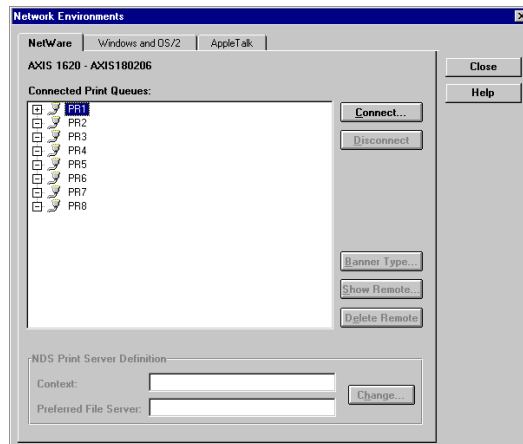 Network Environments
NetWare
Windows and OS/2
AppleTalk
AXIS 1620 - AXIS180206
Close
Connected Print Queues:
Help
PR1
PR2
PR3
PR4
PR5
PR6
PR7
PR8
Connect...
Disconnect
Banner Type...
Show Remote...
Delete Remote
NDS Print Server Definition
Context:
Preferred File Server:
Change...